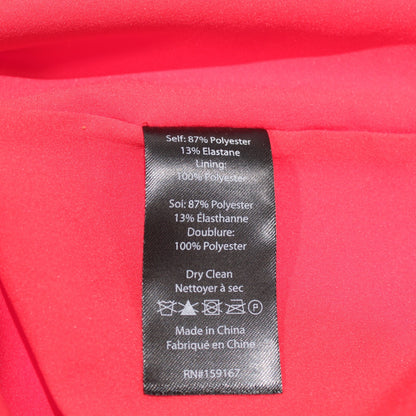 Self: 87% Polyester
13% Elastane
Lining:
100% Polyester
Soi: 87% Polyester
13% Élasthanne
Doublure:
100% Polyester
Dry Clean
Nettoyer à sec
P
Made in China
Fabriqué en Chine
RN#159167